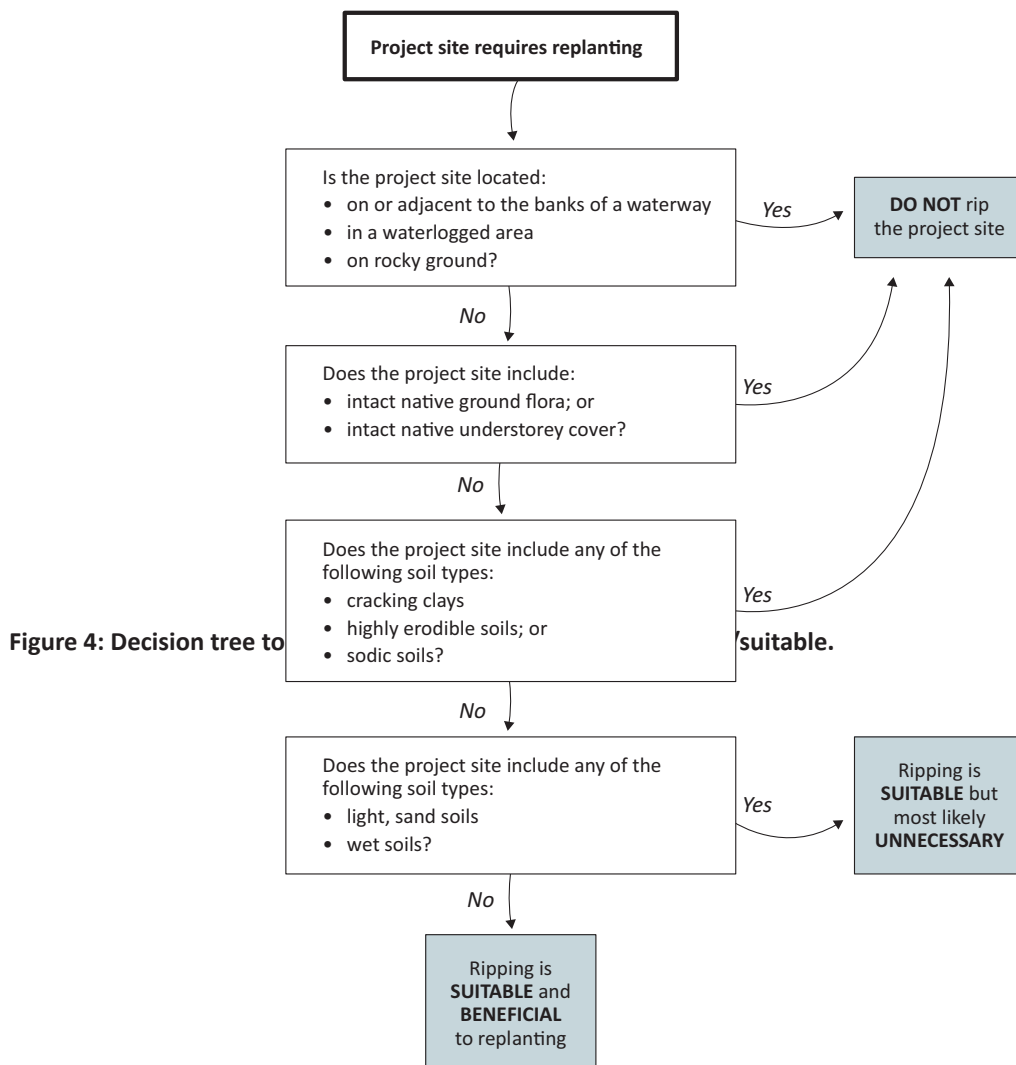 Project site requires replanting
Is the project site located:
• on or adjacent to the banks of a waterway
• in a waterlogged area
• on rocky ground?
Yes
DO NOT rip
the project site
No
Does the project site include:
• intact native ground flora; or
• intact native understorey cover?
Yes
No
Does the project site include any of the
following soil types:
• cracking clays
• highly erodible soils; or
• sodic soils?
Yes
Figure 4: Decision tree to /suitable.
No
Does the project site include any of the
following soil types:
• light, sand soils
• wet soils?
Yes
Ripping is
SUITABLE but
most likely
UNNECESSARY
No
Ripping is
SUITABLE and
BENEFICIAL
to replanting